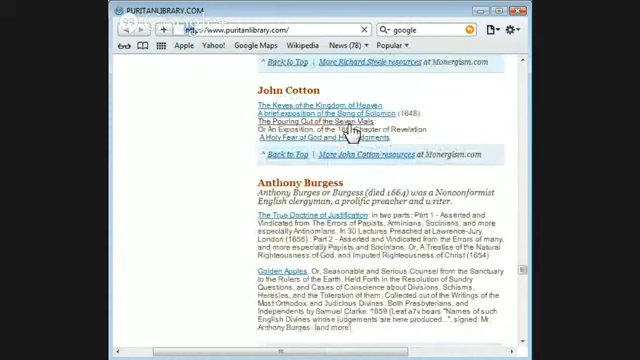 PURITANLIBRARY.COM
Google+
http://www.puritanlibrary.com/
google
Apple Yahoo! Google Maps Wikipedia News (78) Popular
Back to Top | More Richard Steele resources at Monergism.com
John Cotton
The Keyes of the Kingdom of Heaven
A brief exposition of the Song of Solomon (1648)
The Pouring Out of the Seven Vials:
Or An Exposition, of the Chapter of Revelation
A Holy Fear of God and His Judgments
Back to Top | More John Cotton resources at Monergism.com
Anthony Burgess
Anthony Burges or Burgess (died 1664) was a Nonconformist
English clergyman, a prolific preacher and writer.
The True Doctrine of Justification: in two parts: Part 1 - Asserted and
Vindicated from the Errors of Papists, Arminians, Socinians, and more
especially Antinomians. In 30 Lectures Preached at Lawrence-Jury,
London (1656) : Part 2 - Asserted and Vindicated from the Errors of many,
and more especially Papists and Socinians. Or, A Treatise of the Natural
Righteousness of God, and Imputed Righteousness of Christ (1654)
Golden Apples, Or, Seasonable and Serious Counsel from the Sanctuary
to the Rulers of the Earth, Held Forth in the Resolution of Sundry
Questions, and Cases of Conscience about Divisions, Schisms,
Heresies, and the Toleration of them. Collected out of the Writings of the
Most Orthodox, and Judicious Divines, Both Presbyterians, and
Independents by Samuel Clarke: 1659 (Leaf a7v bears "Names of such
English Divines whose judgements are here produced...", signed: Mr.
Anthony Burges. [and more]